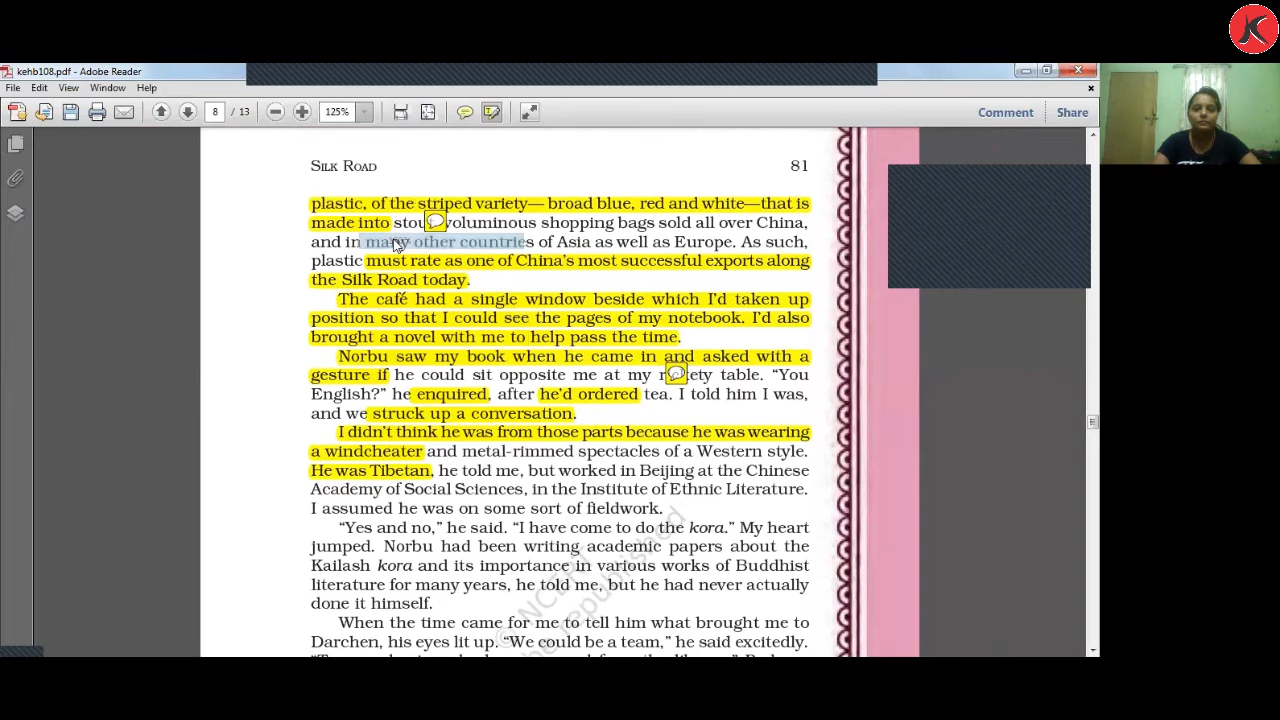 kehb108.pdf - Adobe Reader
File Edit View Document Tools Window Help
8 / 13
125%
Comment
Share
SILK ROAD 81
plastic, of the striped variety— broad blue, red and white—that is
made into voluminous shopping bags sold all over China,
and in many other countries of Asia as well as Europe. As such,
plastic must rate as one of China's most successful exports along
the Silk Road today.
The café had a single window beside which I'd taken up
position so that I could see the pages of my notebook. I'd also
brought a novel with me to help pass the time.
Norbu saw my book when he came in and asked with a
gesture if he could sit opposite me at my table. “You
English?” he enquired, after he'd ordered tea. I told him I was,
and we struck up a conversation.
I didn't think he was from those parts because he was wearing
a windcheater and metal-rimmed spectacles of a Western style.
He was Tibetan, he told me, but worked in Beijing at the Chinese
Academy of Social Sciences, in the Institute of Ethnic Literature.
I assumed he was on some sort of fieldwork.
“Yes and no,” he said. “I have come to do the kora.” My heart
jumped. Norbu had been writing academic papers about the
Kailash kora and its importance in various works of Buddhist
literature for many years, he told me, but he had never actually
done it himself.
When the time came for me to tell him what brought me to
Darchen, his eyes lit up. “We could be a team,” he said excitedly.
© NCERT
be republished